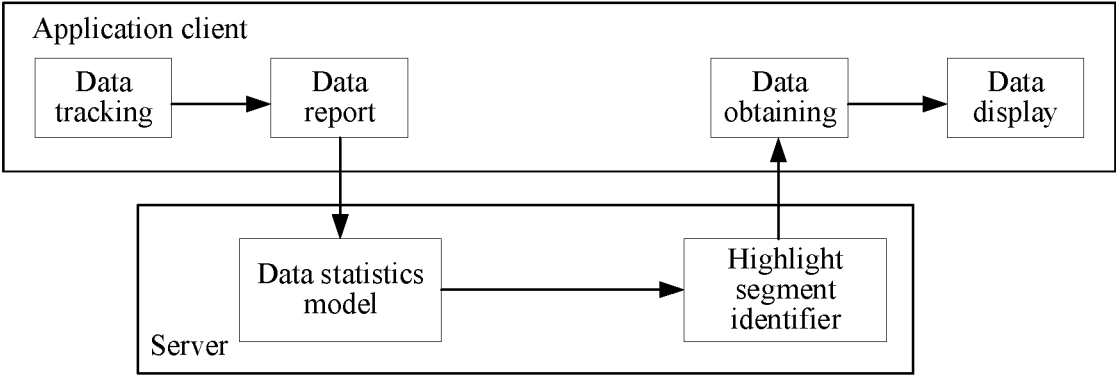 Application client
Data
tracking
Data
report
Data
obtaining
Data
display
Data statistics
model
Highlight
segment
identifier
Server